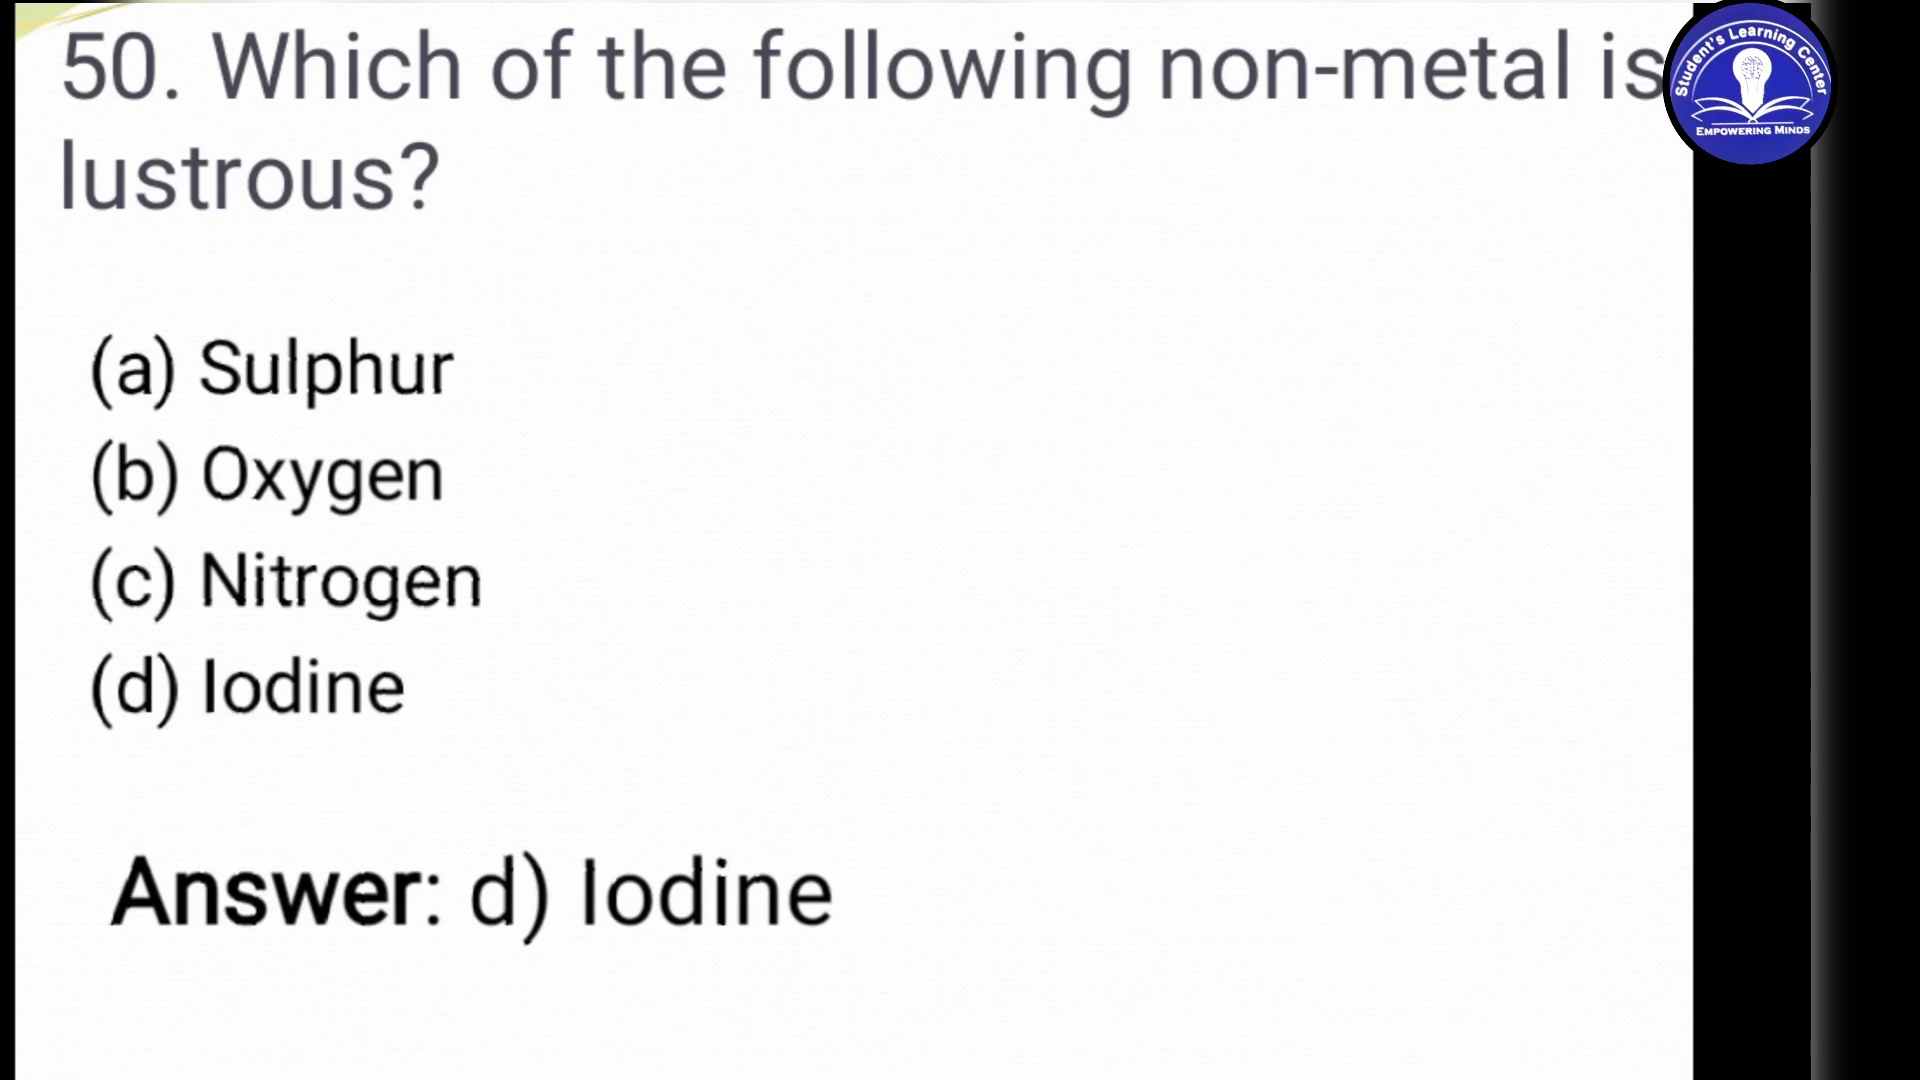 50. Which of the following non-metal is
lustrous?
(a) Sulphur
(b) Oxygen
(c) Nitrogen
(d) Iodine
Answer: d) Iodine
Student's Learning Center
EMPOWERING MINDS